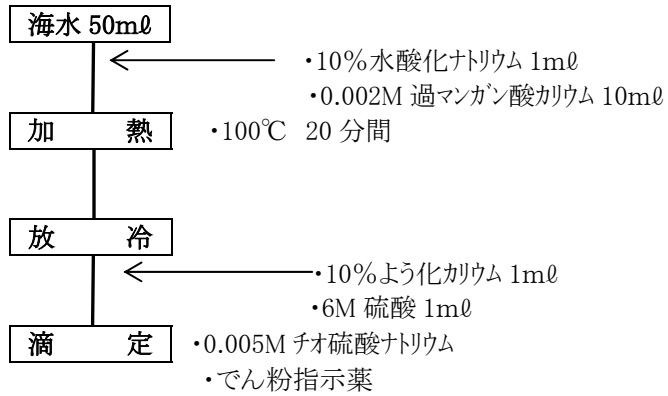 海水 50mℓ
・10％水酸化ナトリウム 1mℓ
・0.002M 過マンガン酸カリウム 10mℓ
加　　熱　・100℃ 20 分間
放　　冷
・10％よう化カリウム 1mℓ
・6M 硫酸 1mℓ
滴　　定　・0.005M チオ硫酸ナトリウム
・でん粉指示薬